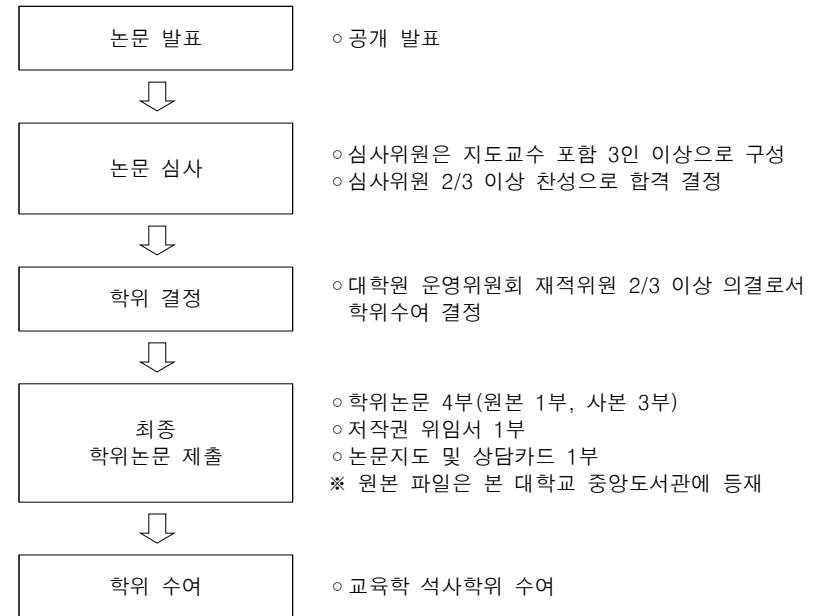 논문 발표
○공개 발표
논문 심사
○심사위원은 지도교수 포함 3인 이상으로 구성
○심사위원 2/3 이상 찬성으로 합격 결정
학위 결정
○대학원 운영위원회 재적위원 2/3 이상 의결로서
학위수여 결정
최종
학위논문 제출
○학위논문 4부(원본 1부, 사본 3부)
○저작권 위임서 1부
○논문지도 및 상담카드 1부
※ 원본 파일은 본 대학교 중앙도서관에 등재
학위 수여
○교육학 석사학위 수여